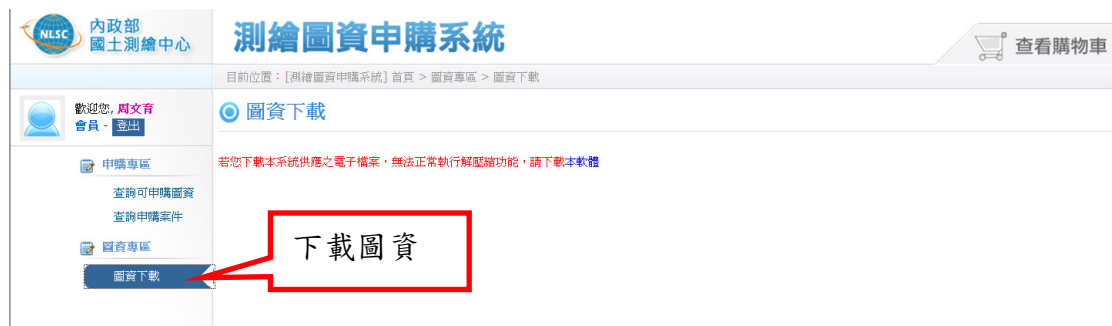 NLSC
內政部
國土測繪中心
測繪圖資申購系統
查看購物車
目前位置：[測繪圖資申購系統] 首頁 > 圖資專區 > 圖資下載
歡迎您, 周文育
會員 - 登出
圖資下載
申購專區
若您下載本系統供應之電子檔案，無法正常執行解壓縮功能，請下載本軟體
查詢可申購圖資
查詢申購案件
圖資專區
下載圖資
圖資下載